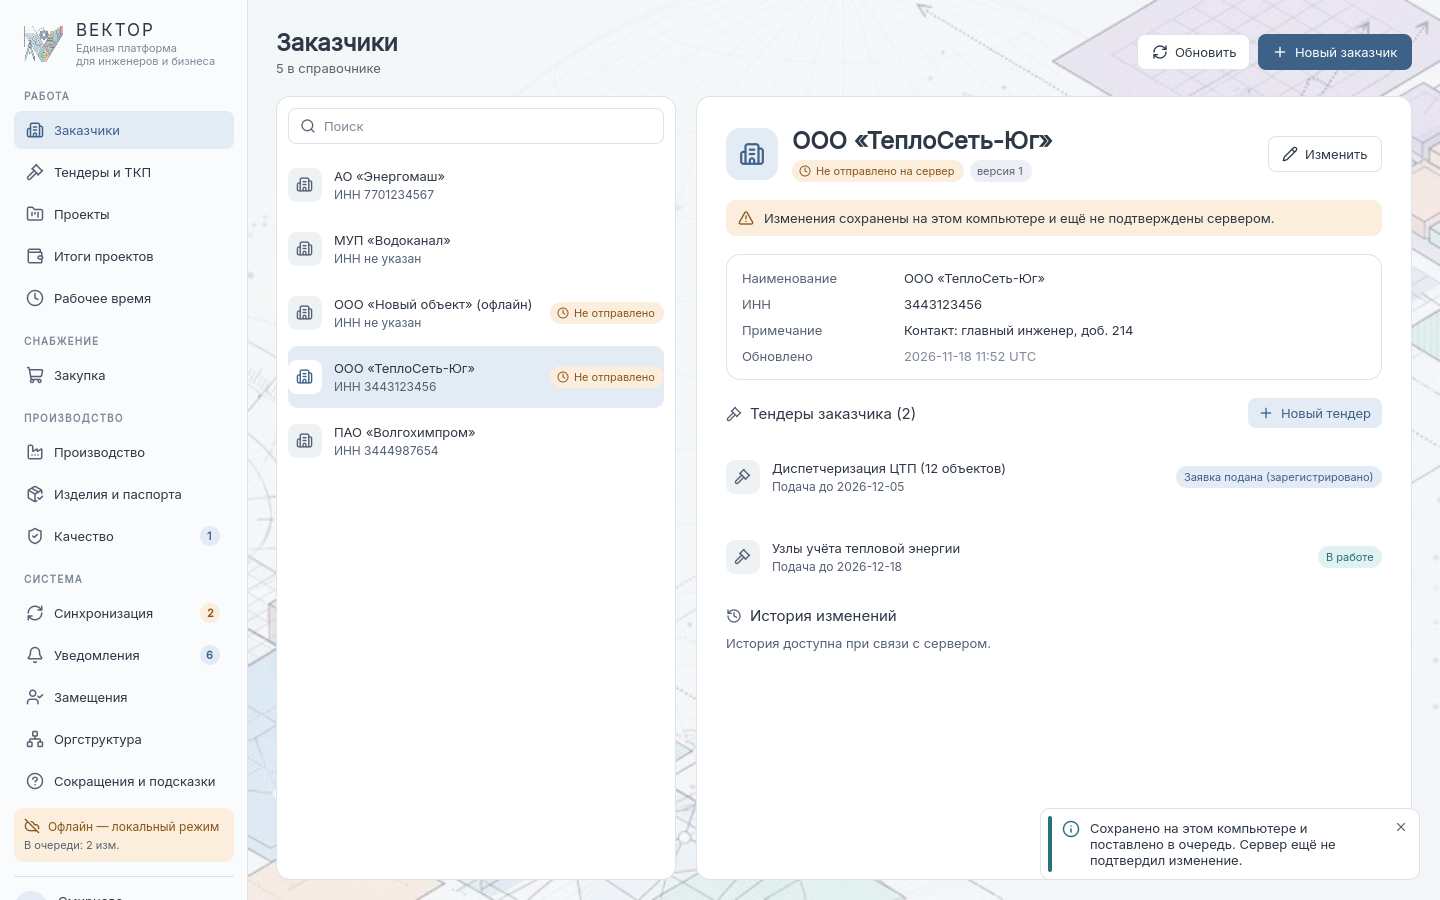 ВЕКТОР
Единая платформа
для инженеров и бизнеса
РАБОТА
Заказчики
Тендеры и ТКП
Проекты
Итоги проектов
Рабочее время
СНАБЖЕНИЕ
Закупка
ПРОИЗВОДСТВО
Производство
Изделия и паспорта
Качество 1
СИСТЕМА
Синхронизация 2
Уведомления 6
Замещения
Оргструктура
Сокращения и подсказки
Офлайн — локальный режим
В очереди: 2 изм.
Заказчики
5 в справочнике
Обновить
Новый заказчик
Поиск
АО «Энергомаш»
ИНН 7701234567
МУП «Водоканал»
ИНН не указан
ООО «Новый объект» (офлайн)
ИНН не указан
Не отправлено
ООО «ТеплоСеть-Юг»
ИНН 3443123456
Не отправлено
ПАО «Волгохимпром»
ИНН 3444987654
ООО «ТеплоСеть-Юг»
Не отправлено на сервер
версия 1
Изменить
Изменения сохранены на этом компьютере и ещё не подтверждены сервером.
Наименование ООО «ТеплоСеть-Юг»
ИНН 3443123456
Примечание Контакт: главный инженер, доб. 214
Обновлено 2026-11-18 11:52 UTC
Тендеры заказчика (2)
Новый тендер
Диспетчеризация ЦТП (12 объектов)
Подача до 2026-12-05
Заявка подана (зарегистрировано)
Узлы учёта тепловой энергии
Подача до 2026-12-18
В работе
История изменений
История доступна при связи с сервером.
Сохранено на этом компьютере и
поставлено в очередь. Сервер ещё не
подтвердил изменение.